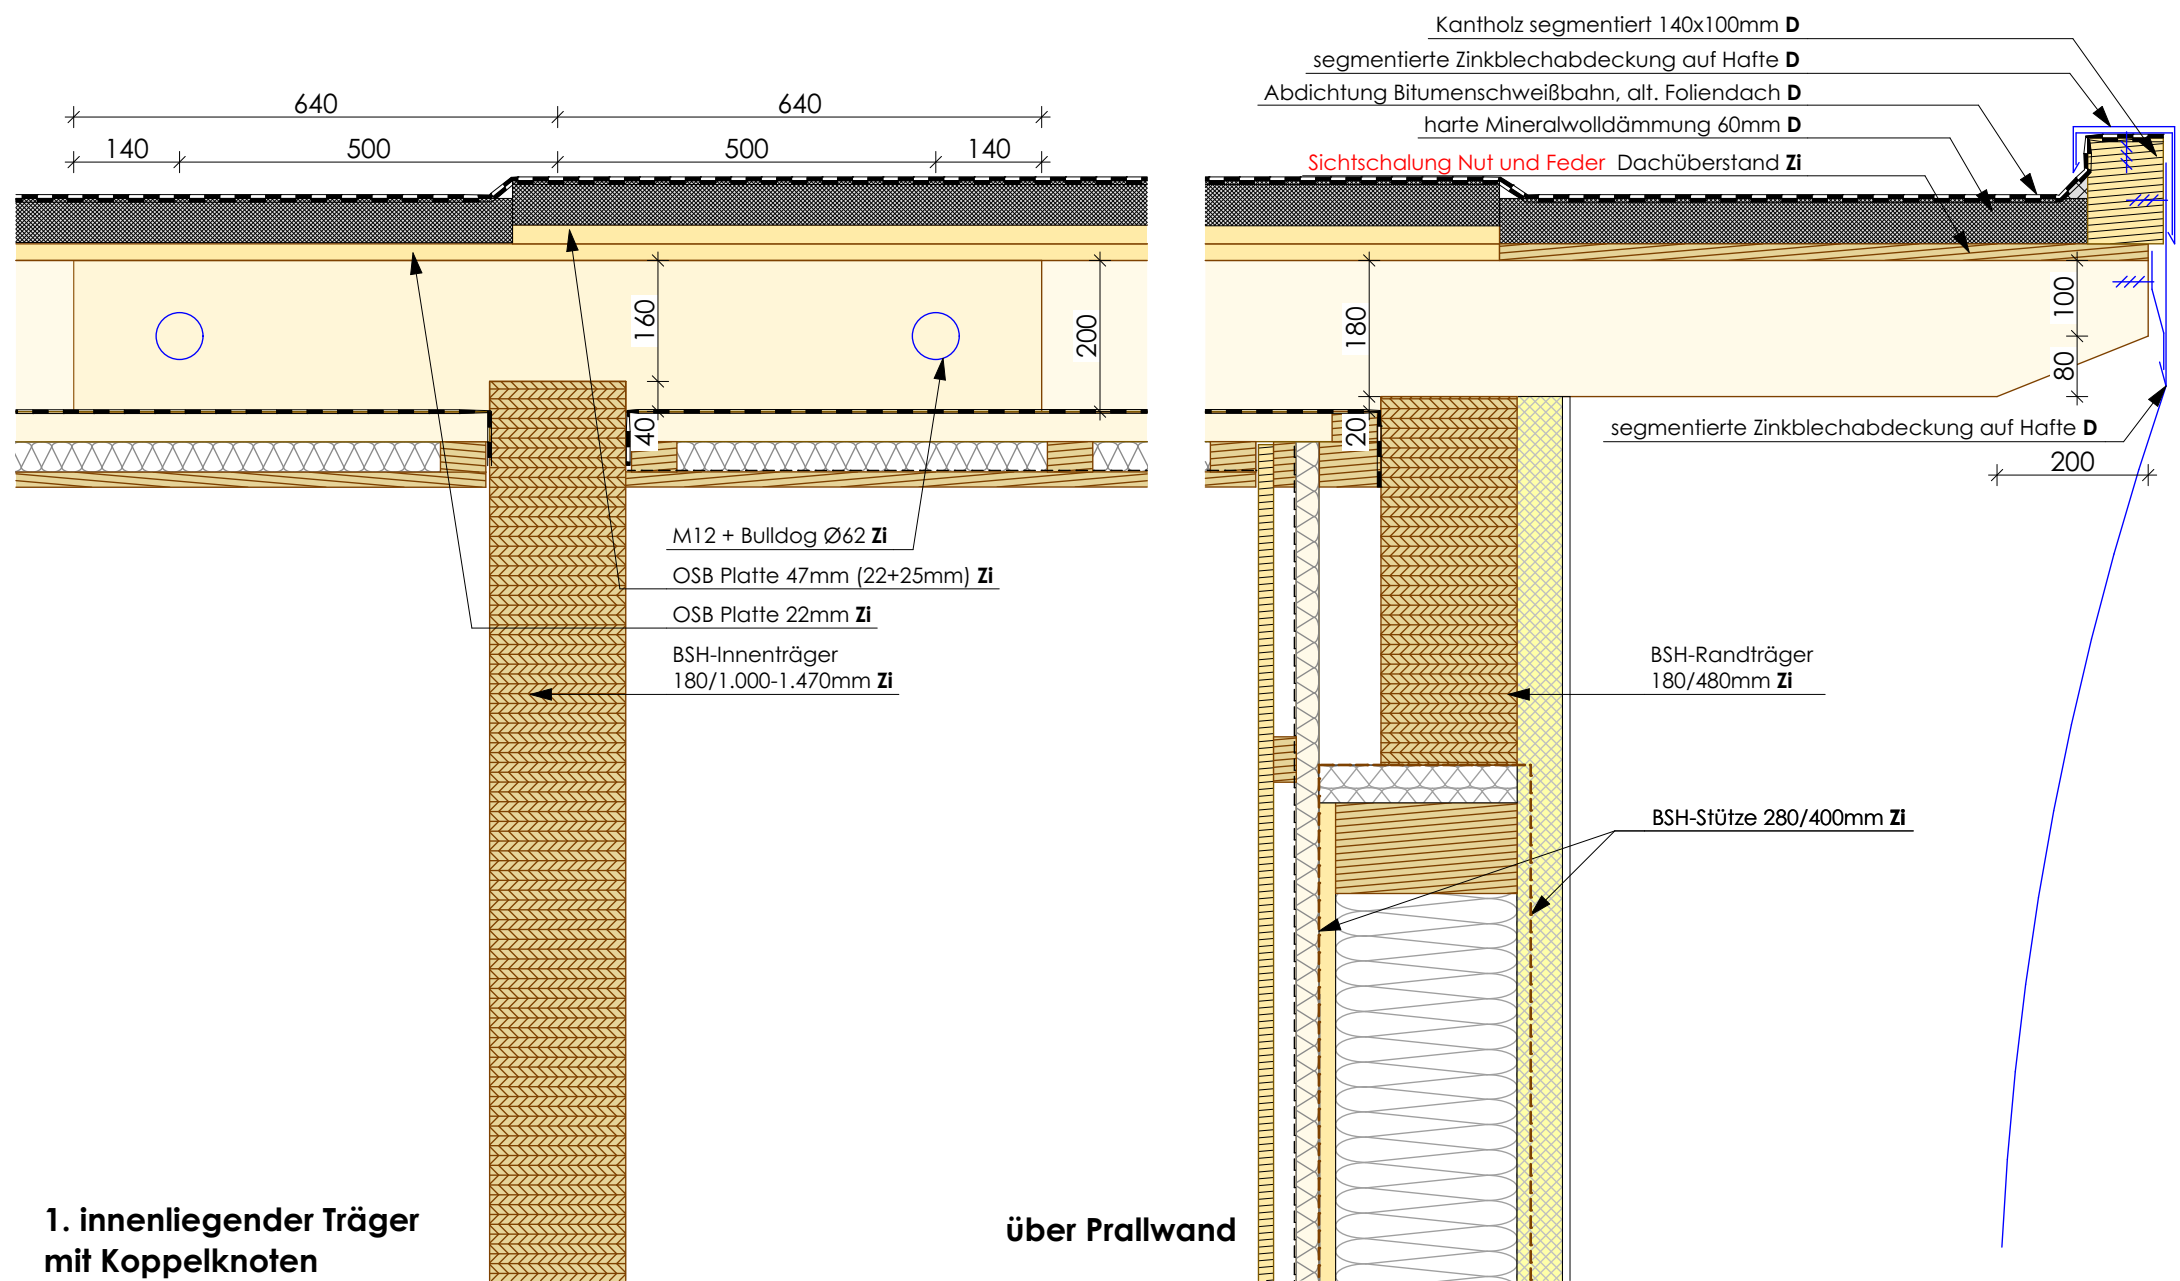 Kantholz segmentiert 140x100mm D
segmentierte Zinkblechabdeckung auf Hafte D
Abdichtung Bitumenschweißbahn, alt. Foliendach D
harte Mineralwolldämmung 60mm D
Sichtschalung Nut und Feder Dachüberstand Zi
640 640
140 500 500 140
160
200
40
180
20
100
80
segmentierte Zinkblechabdeckung auf Hafte D
200
M12 + Bulldog Ø62 Zi
OSB Platte 47mm (22+25mm) Zi
OSB Platte 22mm Zi
BSH-Innenträger
180/1.000-1.470mm Zi
BSH-Randträger
180/480mm Zi
BSH-Stütze 280/400mm Zi
1. innenliegender Träger
mit Koppelknoten
über Prallwand